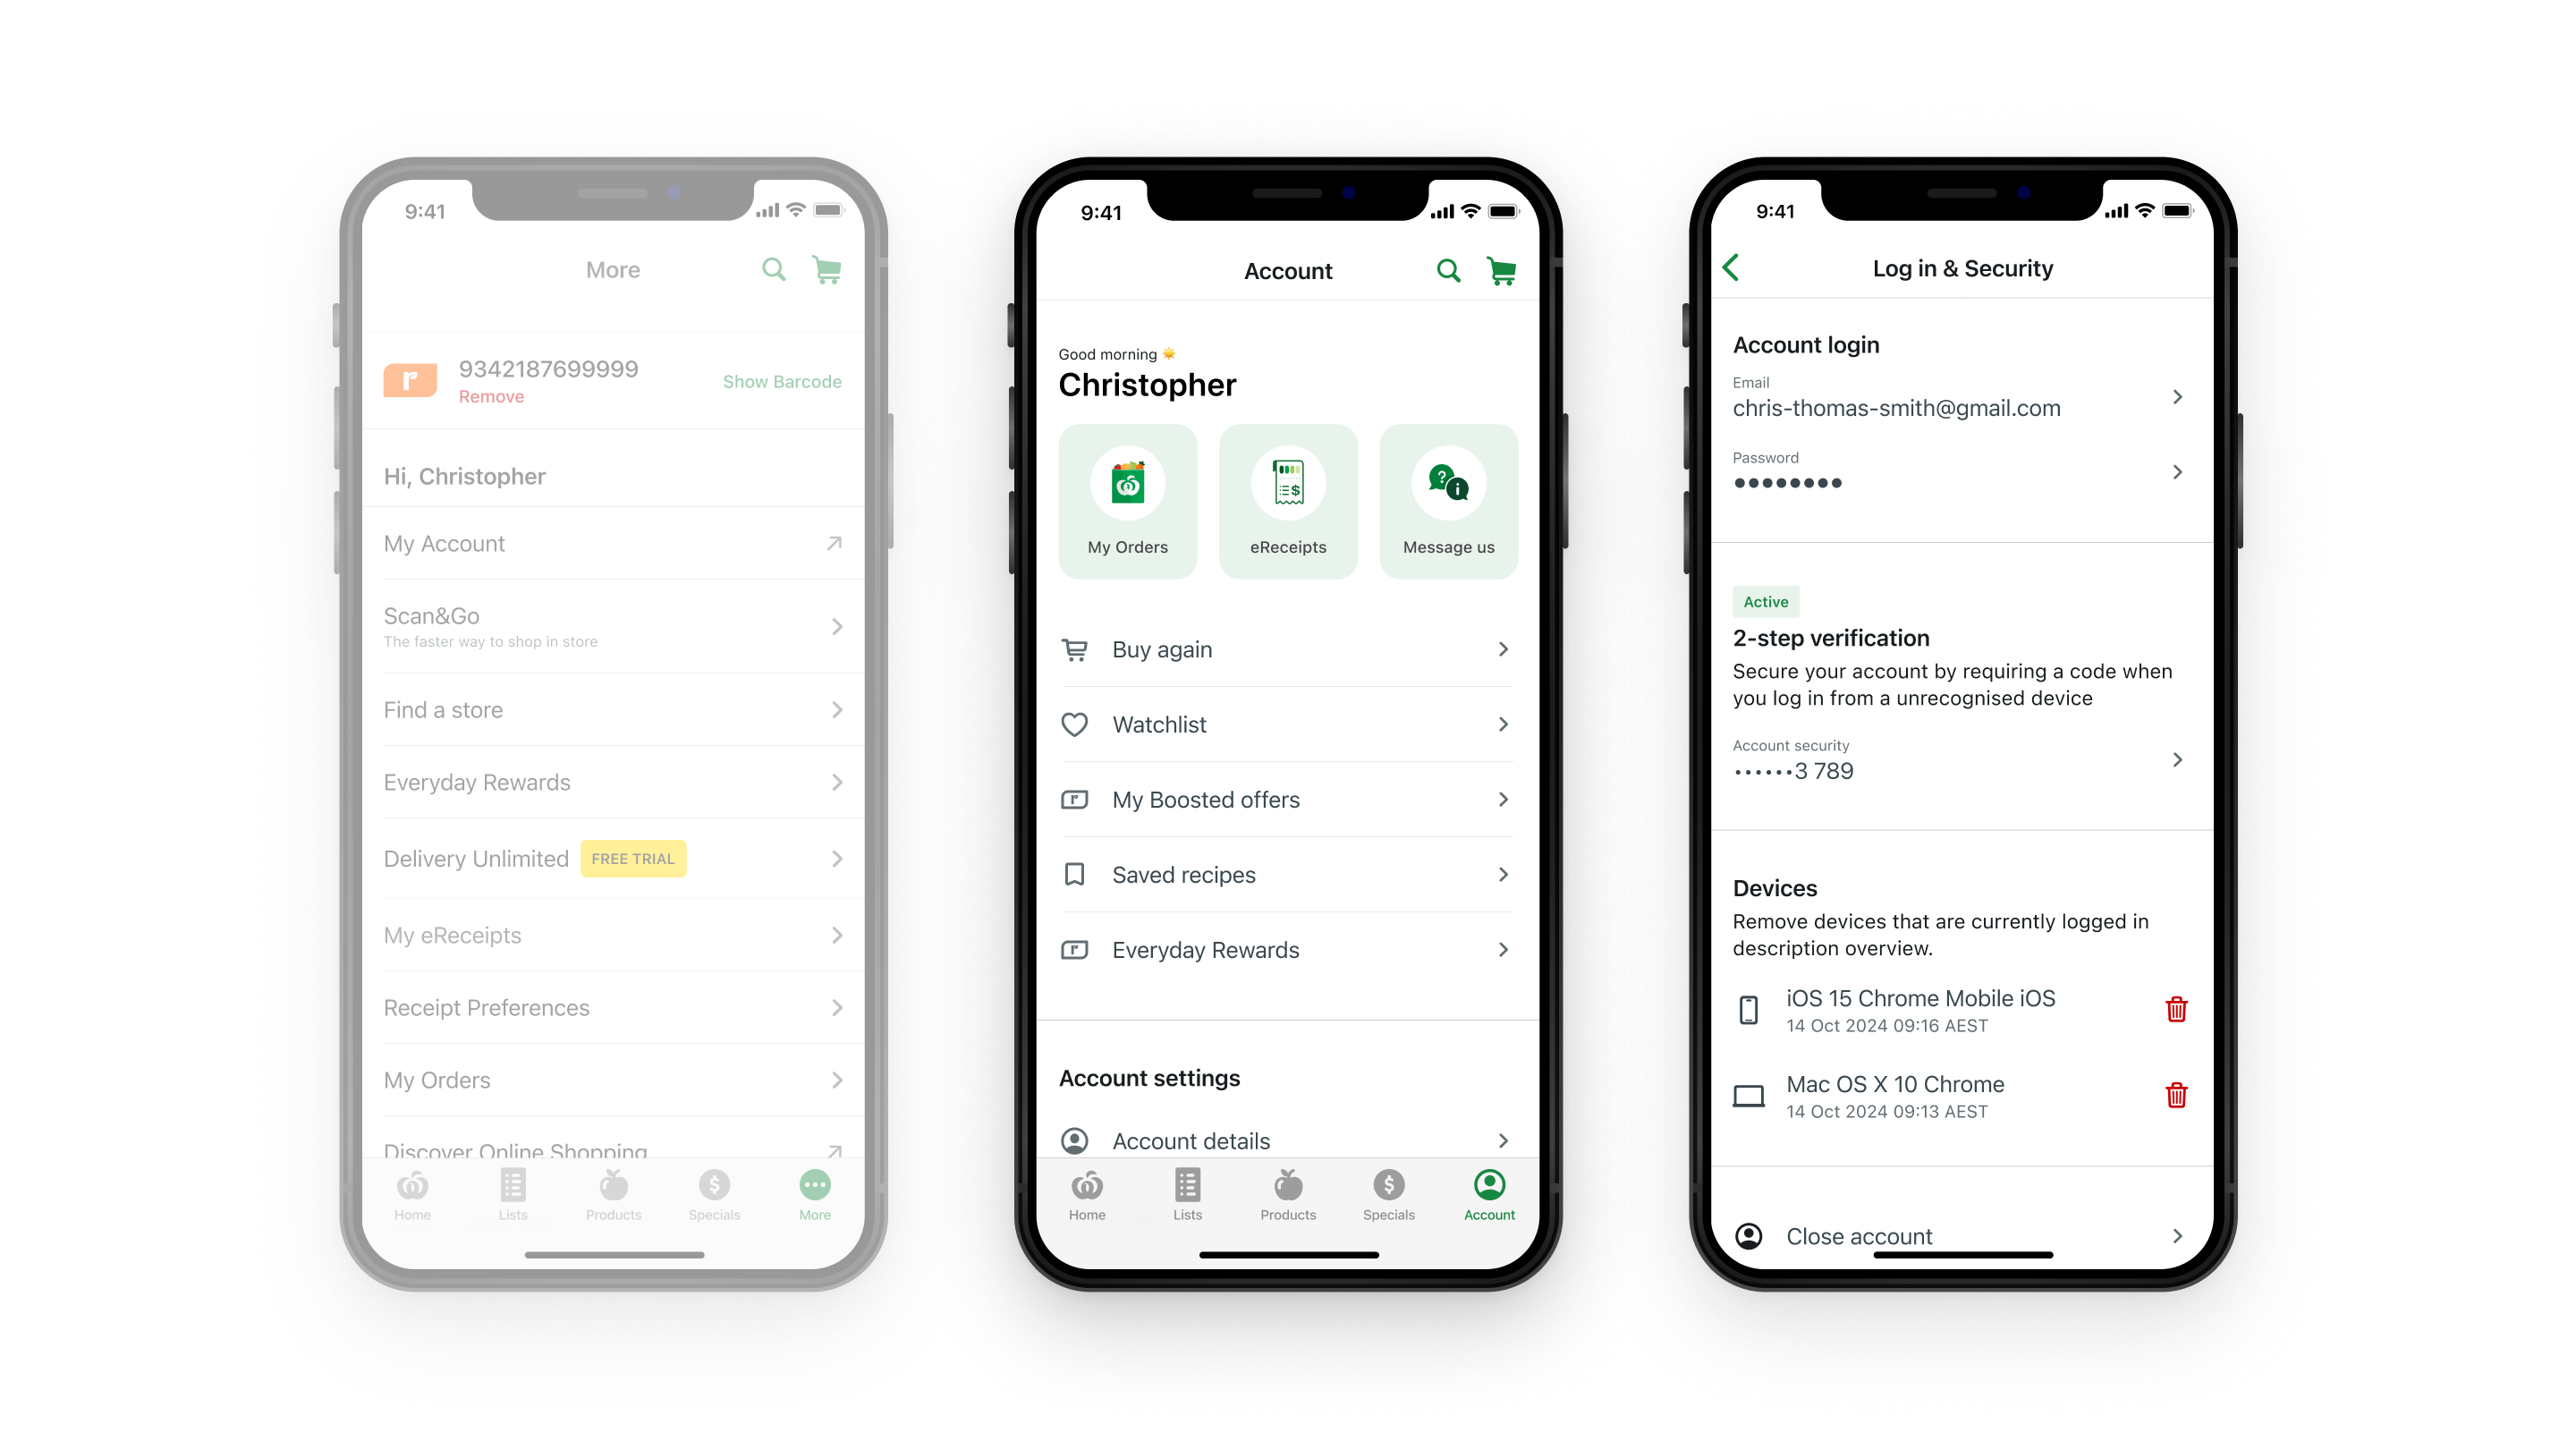 9:41
More
9342187699999
Remove
Show Barcode
Hi, Christopher
My Account
Scan&Go
The faster way to shop in store
Find a store
Everyday Rewards
Delivery Unlimited FREE TRIAL
My eReceipts
Receipt Preferences
My Orders
Discover Online Shopping
Home Lists Products Specials More
9:41
Account
Good morning
Christopher
My Orders eReceipts Message us
Buy again
Watchlist
My Boosted offers
Saved recipes
Everyday Rewards
Account settings
Account details
Home Lists Products Specials Account
9:41
Log in & Security
Account login
Email
chris-thomas-smith@gmail.com
Password
••••••••
Active
2-step verification
Secure your account by requiring a code when
you log in from a unrecognised device
Account security
••••••3 789
Devices
Remove devices that are currently logged in
description overview.
iOS 15 Chrome Mobile iOS
14 Oct 2024 09:16 AEST
Mac OS X 10 Chrome
14 Oct 2024 09:13 AEST
Close account